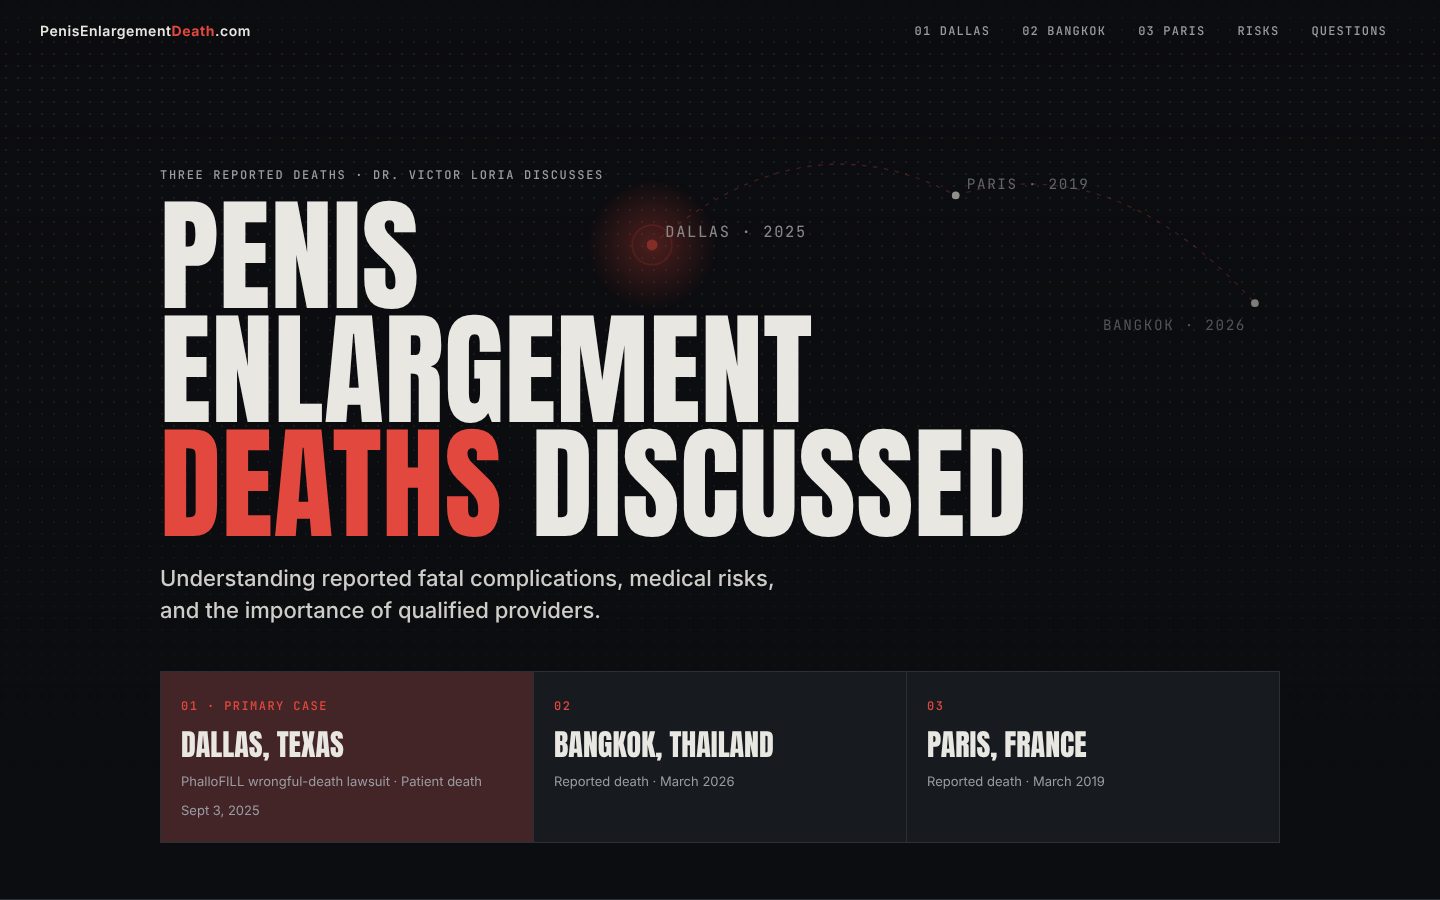 PenisEnlargementDeath.com
01 DALLAS
02 BANGKOK
03 PARIS
RISKS
QUESTIONS
THREE REPORTED DEATHS · DR. VICTOR LORIA DISCUSSES
PARIS · 2019
DALLAS · 2025
BANGKOK · 2026
PENIS
ENLARGEMENT
DEATHS DISCUSSED
Understanding reported fatal complications, medical risks,
and the importance of qualified providers.
01 · PRIMARY CASE
DALLAS, TEXAS
PhalloFILL wrongful-death lawsuit · Patient death
Sept 3, 2025
02
BANGKOK, THAILAND
Reported death · March 2026
03
PARIS, FRANCE
Reported death · March 2019